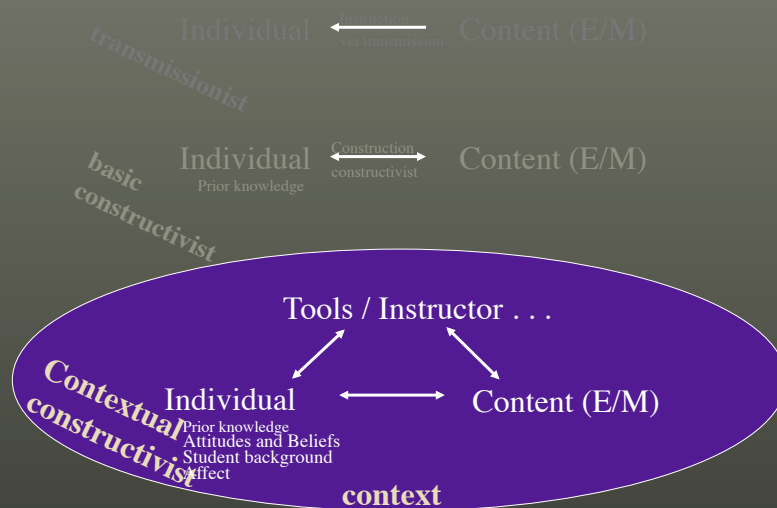 Individual
Instruction
via transmission
Content (E/M)
transmissionist
Individual
Prior knowledge
Construction
constructivist
Content (E/M)
basic
constructivist
Tools / Instructor . . .
Individual
Content (E/M)
Contextual
constructivist
Prior knowledge
Attitudes and Beliefs
Student background
Affect
context